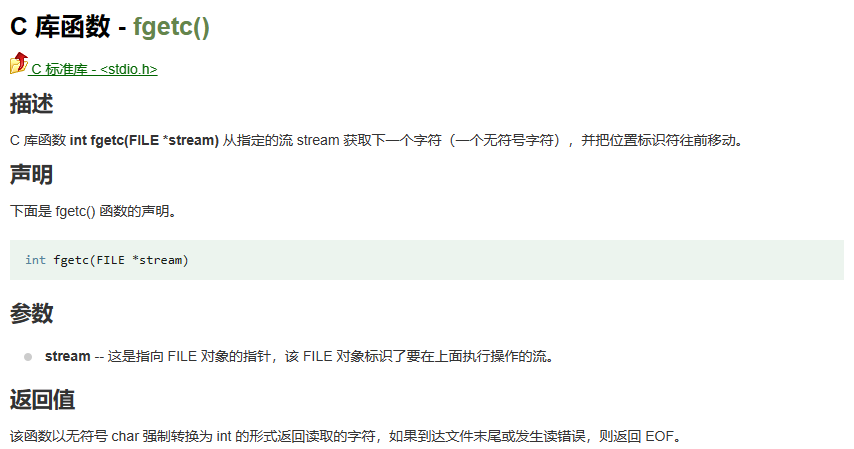 C 库函数 - fgetc()
C 标准库 - <stdio.h>
描述
C 库函数 int fgetc(FILE *stream) 从指定的流 stream 获取下一个字符（一个无符号字符），并把位置标识符往前移动。
声明
下面是 fgetc() 函数的声明。
int fgetc(FILE *stream)
参数
stream -- 这是指向 FILE 对象的指针，该 FILE 对象标识了要在上面执行操作的流。
返回值
该函数以无符号 char 强制转换为 int 的形式返回读取的字符，如果到达文件末尾或发生读错误，则返回 EOF。